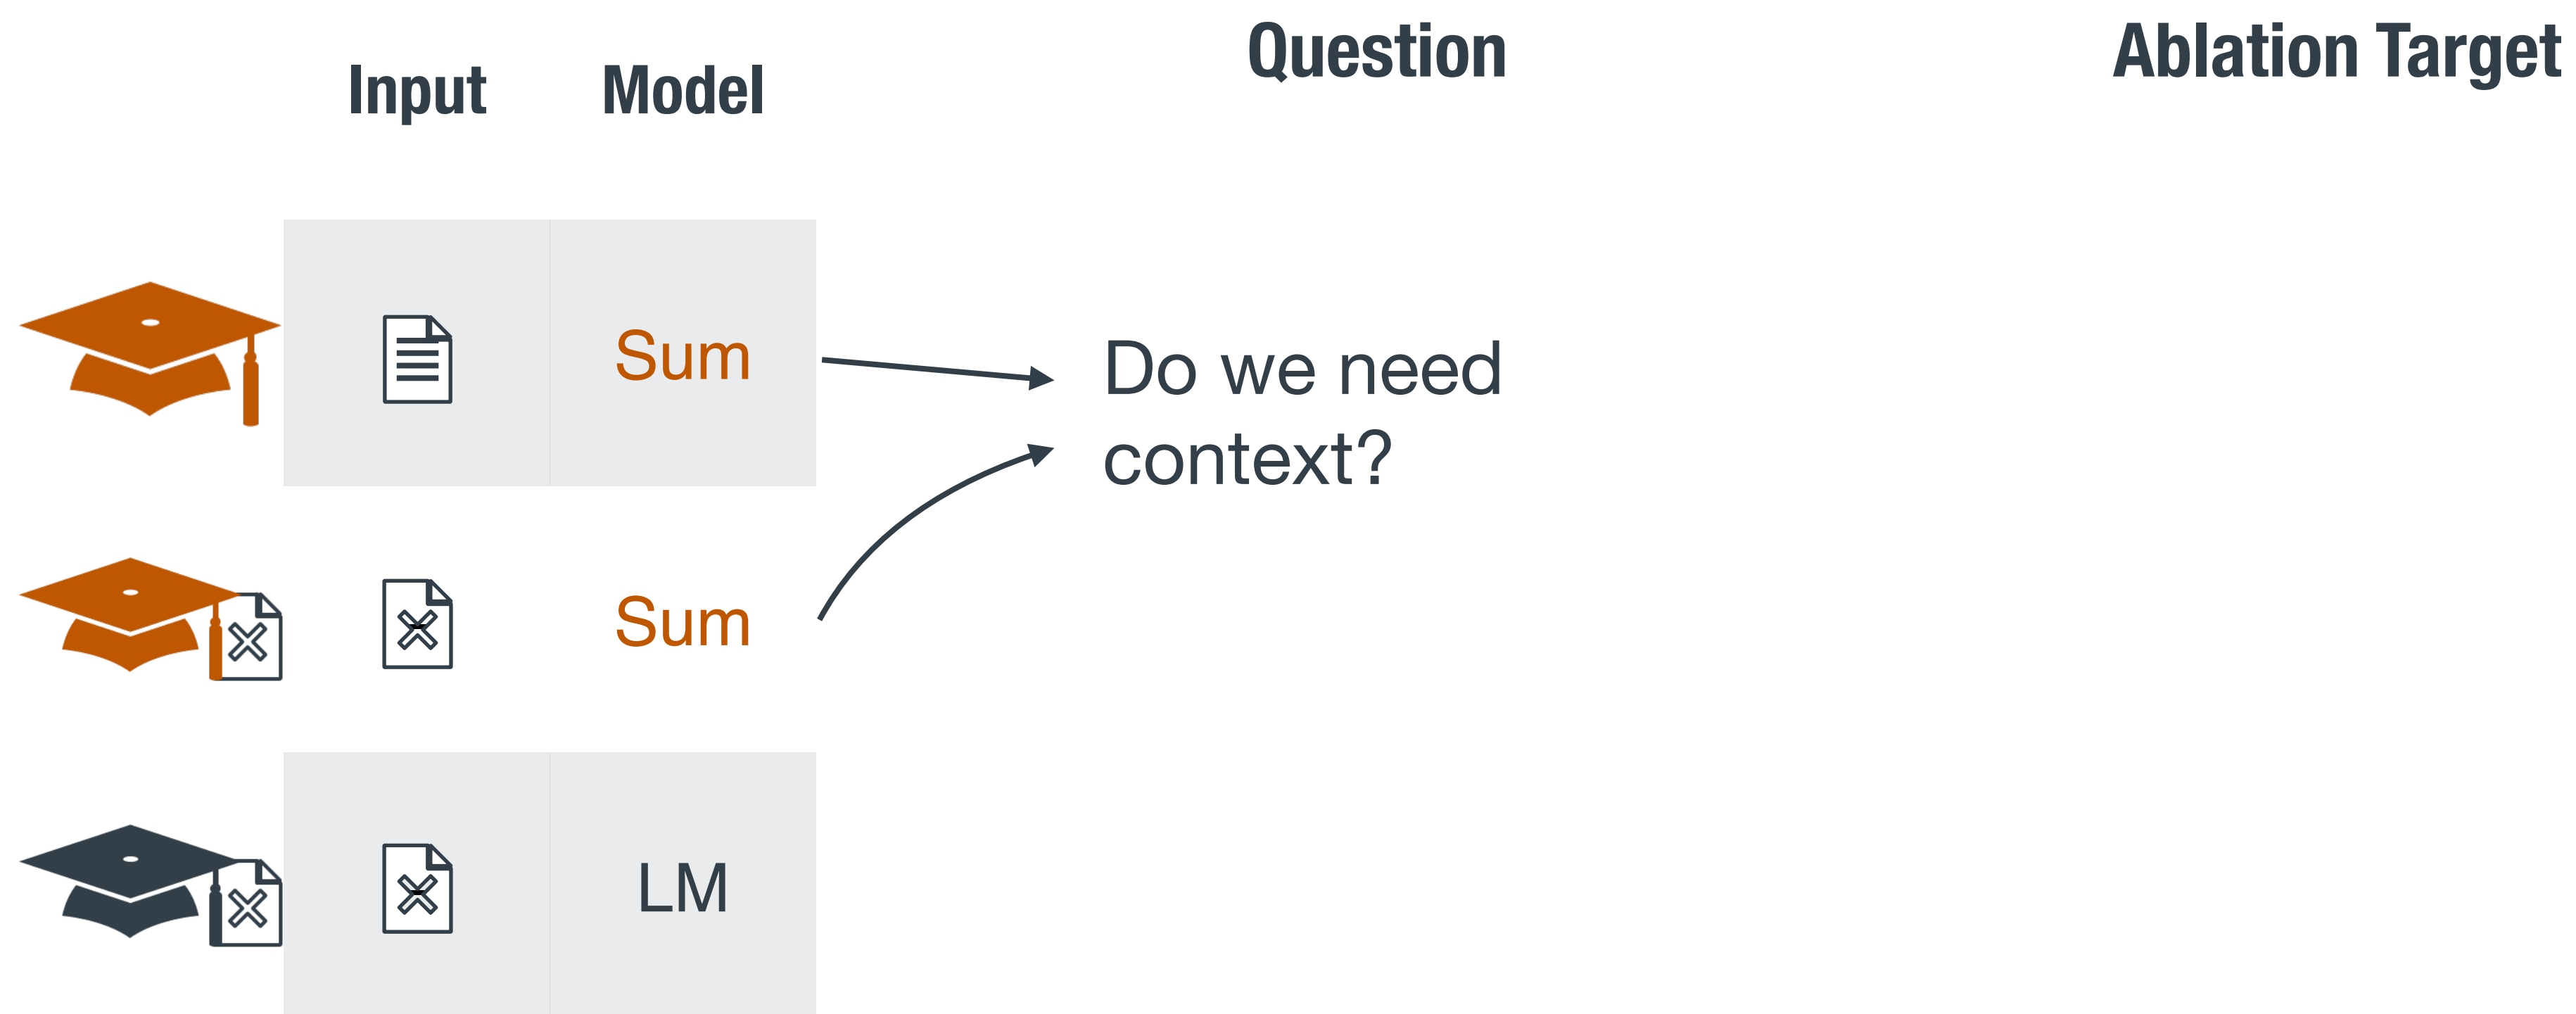 Input
Model
Question
Ablation Target
Sum
Do we need
context?
Sum
LM